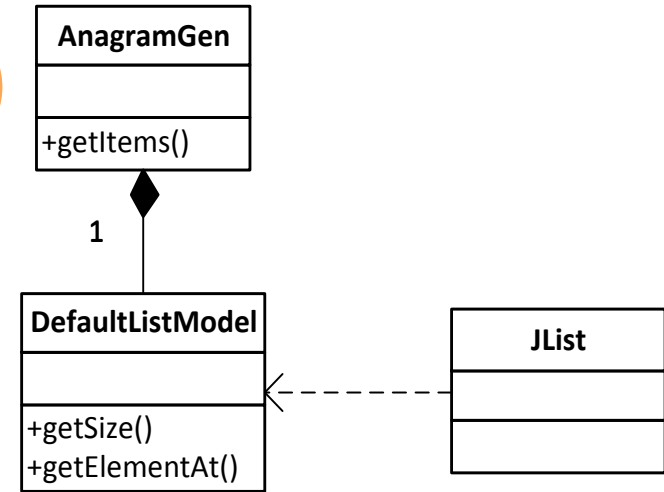 AnagramGen
+getItems()
1
DefaultListModel
+getSize()
+getElementAt()
JList